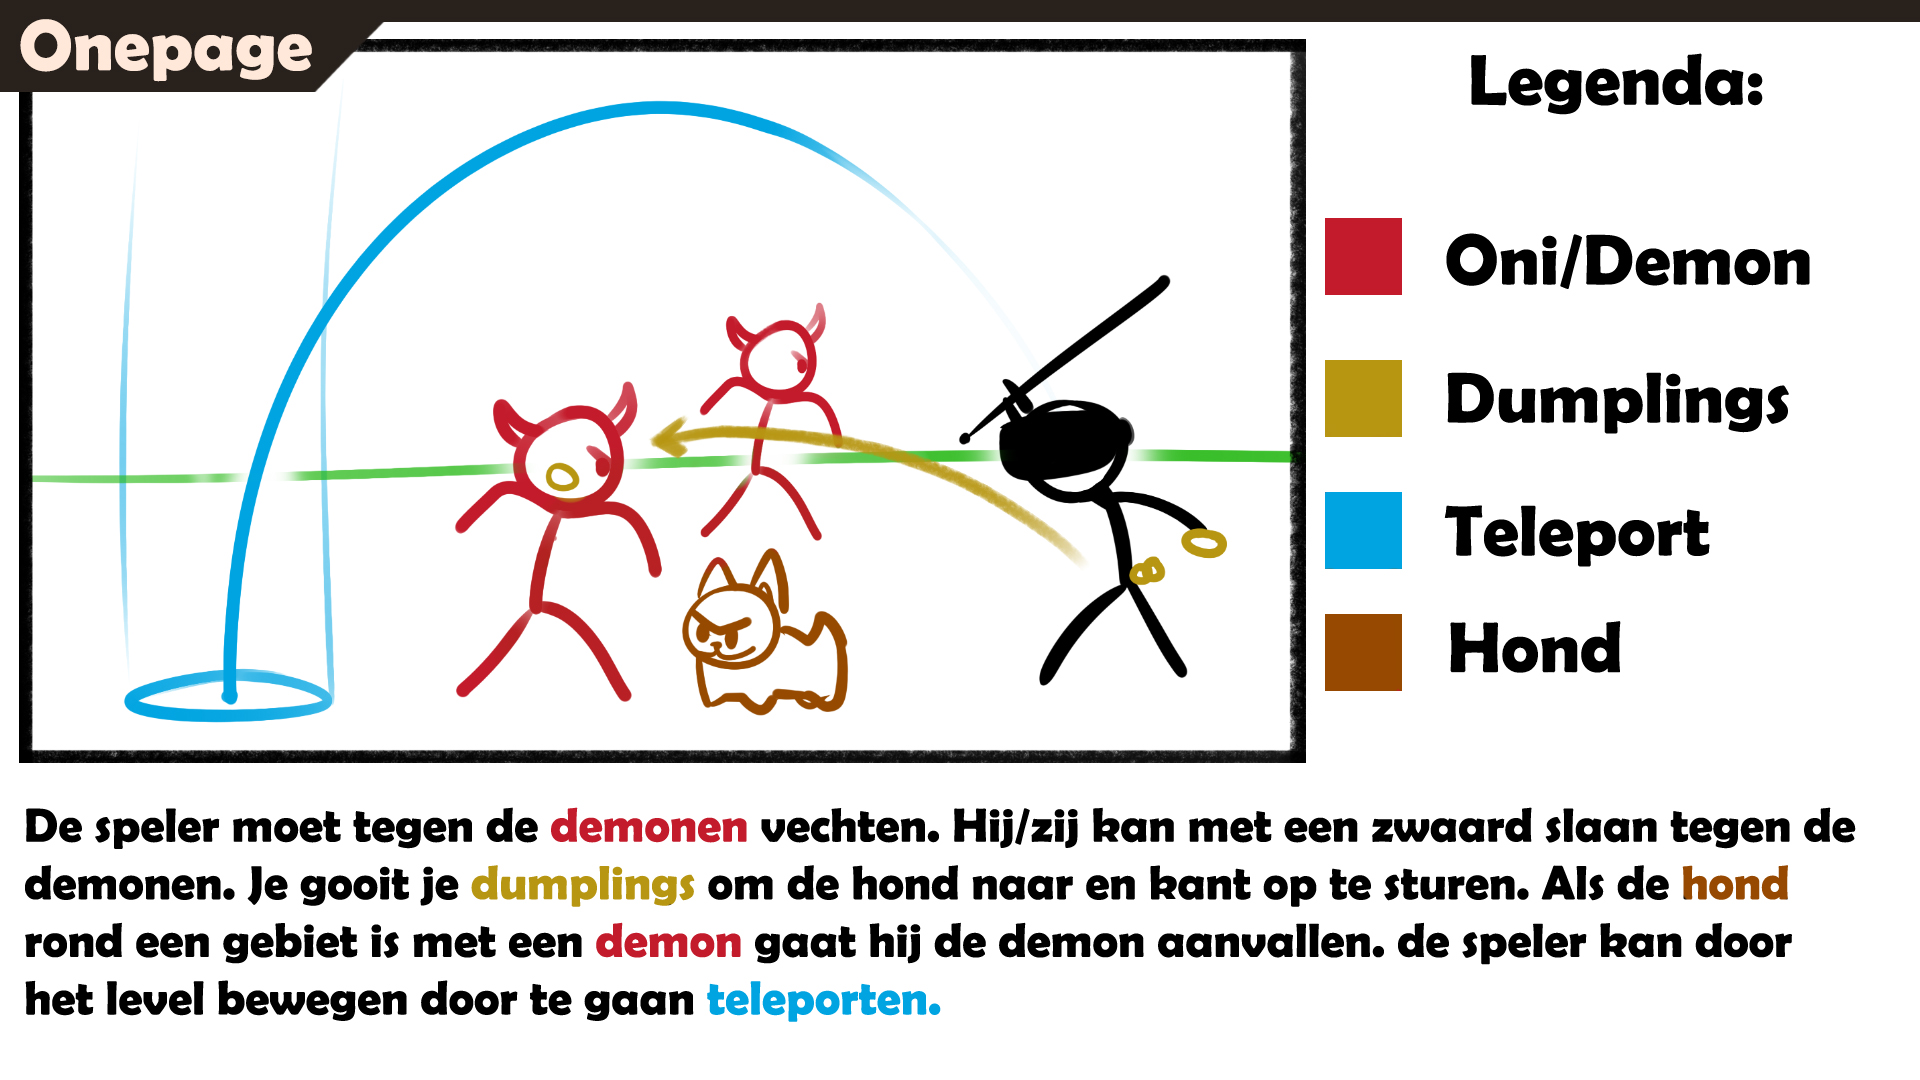 Onepage
Legenda:
Oni/Demon
Dumplings
Teleport
Hond
De speler moet tegen de demonen vechten. Hij/zij kan met een zwaard slaan tegen de
demonen. Je gooit je dumplings om de hond naar en kant op te sturen. Als de hond
rond een gebiet is met een demon gaat hij de demon aanvallen. de speler kan door
het level bewegen door te gaan teleporten.